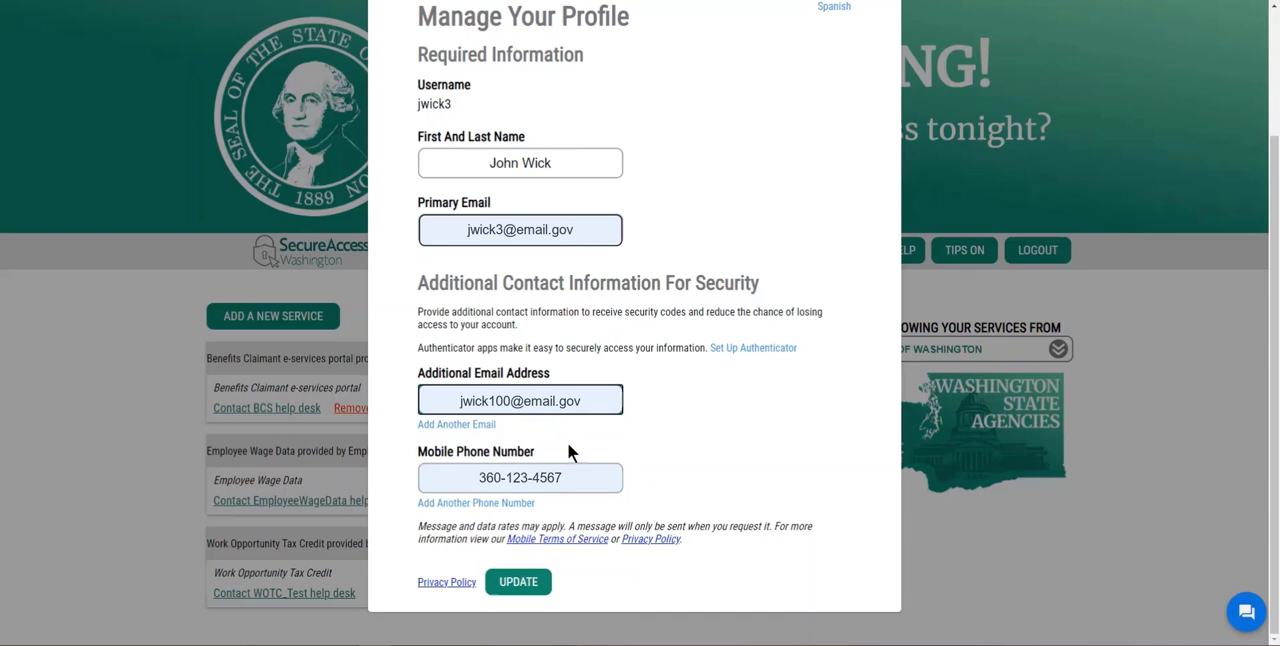 Manage Your Profile
Spanish
Required Information
Username
jwick3
First And Last Name
John Wick
Primary Email
jwick3@email.gov
Additional Contact Information For Security
Provide additional contact information to receive security codes and reduce the chance of losing
access to your account.
Authenticator apps make it easy to securely access your information. Set Up Authenticator
Additional Email Address
jwick100@email.gov
Add Another Email
Mobile Phone Number
360-123-4567
Add Another Phone Number
Message and data rates may apply. A message will only be sent when you request it. For more
information view our Mobile Terms of Service or Privacy Policy.
Privacy Policy
UPDATE
THE SEAL OF THE STATE
ON
1889
NG!
s tonight?
SecureAccess
Washington
TIPS ON
LOGOUT
ADD A NEW SERVICE
Benefits Claimant e-services portal pro
Benefits Claimant e-services portal
Contact BCS help desk
Remove
Employee Wage Data provided by Emp
Employee Wage Data
Contact EmployeeWageData help
Work Opportunity Tax Credit provided b
Work Opportunity Tax Credit
Contact WOTC_Test help desk
OWING YOUR SERVICES FROM
OF WASHINGTON
WASHINGTON
STATE
AGENCIES